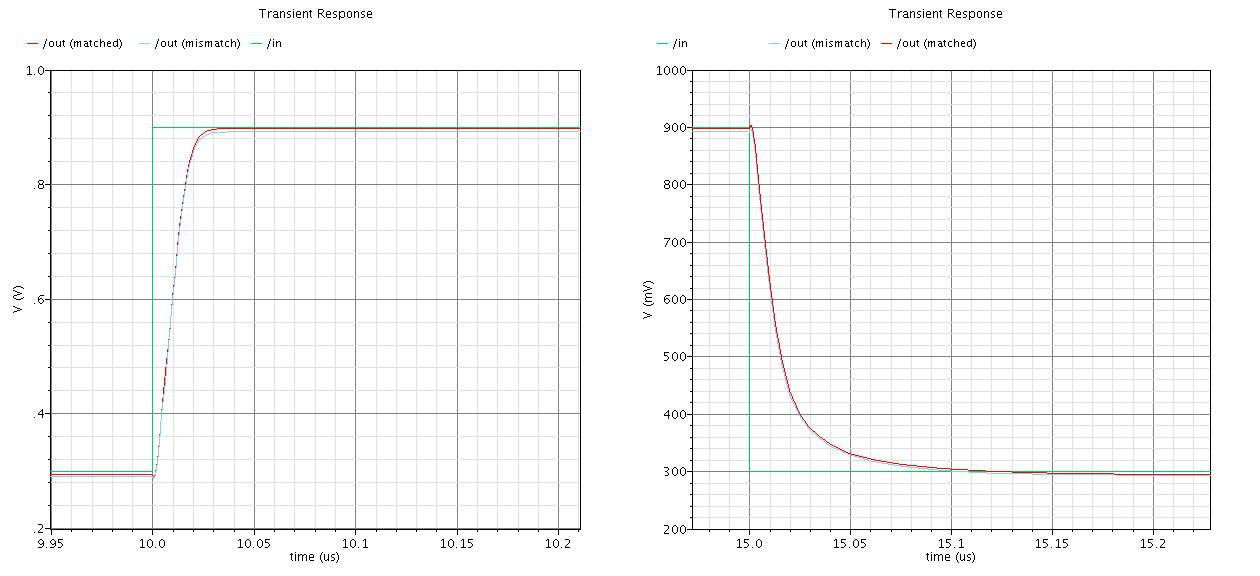 Transient Response
/out (matched) /out (mismatch) /in
1.0
.8
.6
.4
.2
V (V)
9.95 10.0 10.05 10.1 10.15 10.2
time (us)
Transient Response
/in /out (mismatch) /out (matched)
1000
900
800
700
600
500
400
300
200
V (mV)
15.0 15.05 15.1 15.15 15.2
time (us)